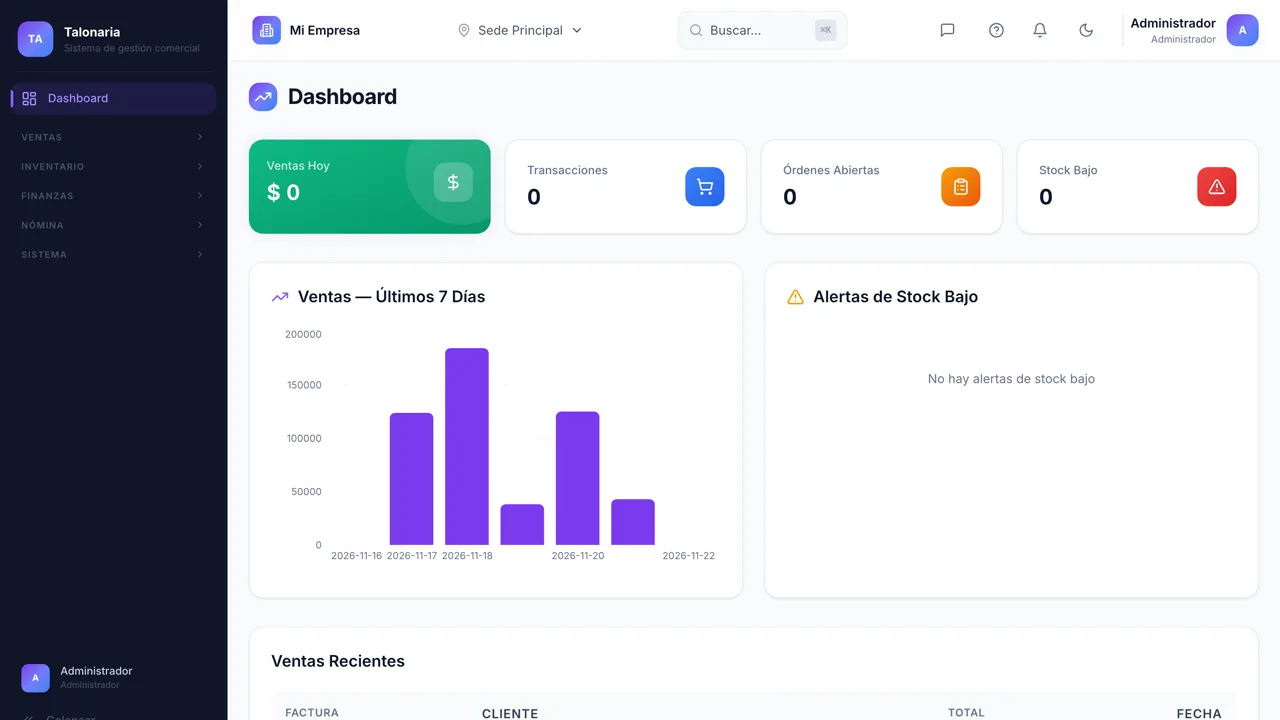 TA
Talonaria
Sistema de gestión comercial
Dashboard
VENTAS
INVENTARIO
FINANZAS
NÓMINA
SISTEMA
A
Administrador
Administrador
Mi Empresa
Sede Principal
Buscar...
⌘K
Administrador
Administrador
A
Dashboard
Ventas Hoy
$ 0
Transacciones
0
Órdenes Abiertas
0
Stock Bajo
0
Ventas — Últimos 7 Días
200000
150000
100000
50000
0
2026-11-16 2026-11-17 2026-11-18 2026-11-20 2026-11-22
Alertas de Stock Bajo
No hay alertas de stock bajo
Ventas Recientes
FACTURA CLIENTE TOTAL FECHA